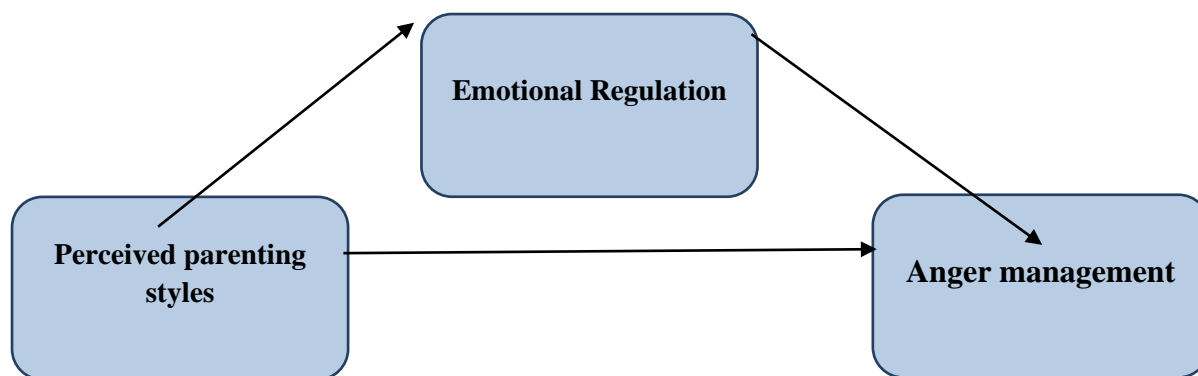 Emotional Regulation
Perceived parenting
styles
Anger management